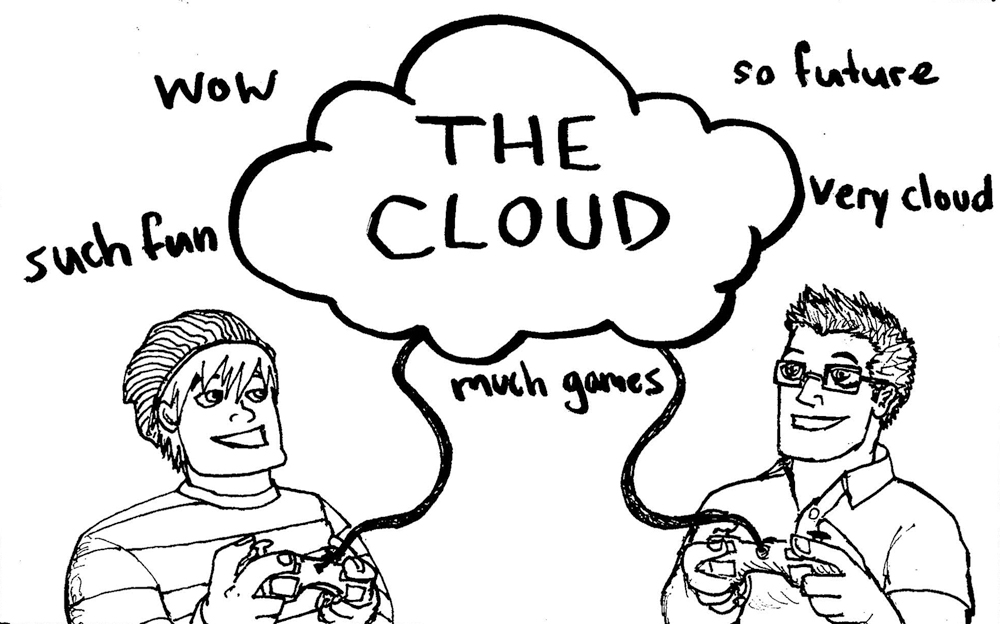 wow
so future
THE
CLOUD
very cloud
such fun
much games